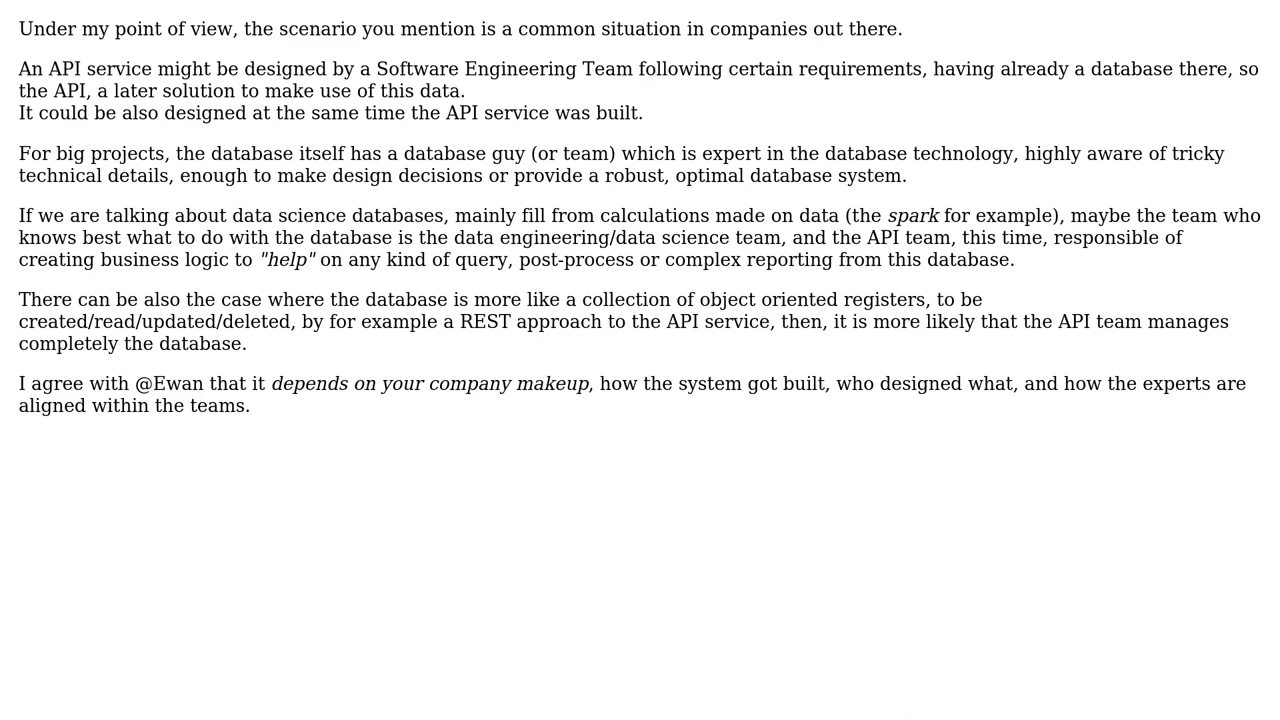 Under my point of view, the scenario you mention is a common situation in companies out there.
An API service might be designed by a Software Engineering Team following certain requirements, having already a database there, so
the API, a later solution to make use of this data.
It could be also designed at the same time the API service was built.
For big projects, the database itself has a database guy (or team) which is expert in the database technology, highly aware of tricky
technical details, enough to make design decisions or provide a robust, optimal database system.
If we are talking about data science databases, mainly fill from calculations made on data (the spark for example), maybe the team who
knows best what to do with the database is the data engineering/data science team, and the API team, this time, responsible of
creating business logic to "help" on any kind of query, post-process or complex reporting from this database.
There can be also the case where the database is more like a collection of object oriented registers, to be
created/read/updated/deleted, by for example a REST approach to the API service, then, it is more likely that the API team manages
completely the database.
I agree with @Ewan that it depends on your company makeup, how the system got built, who designed what, and how the experts are
aligned within the teams.